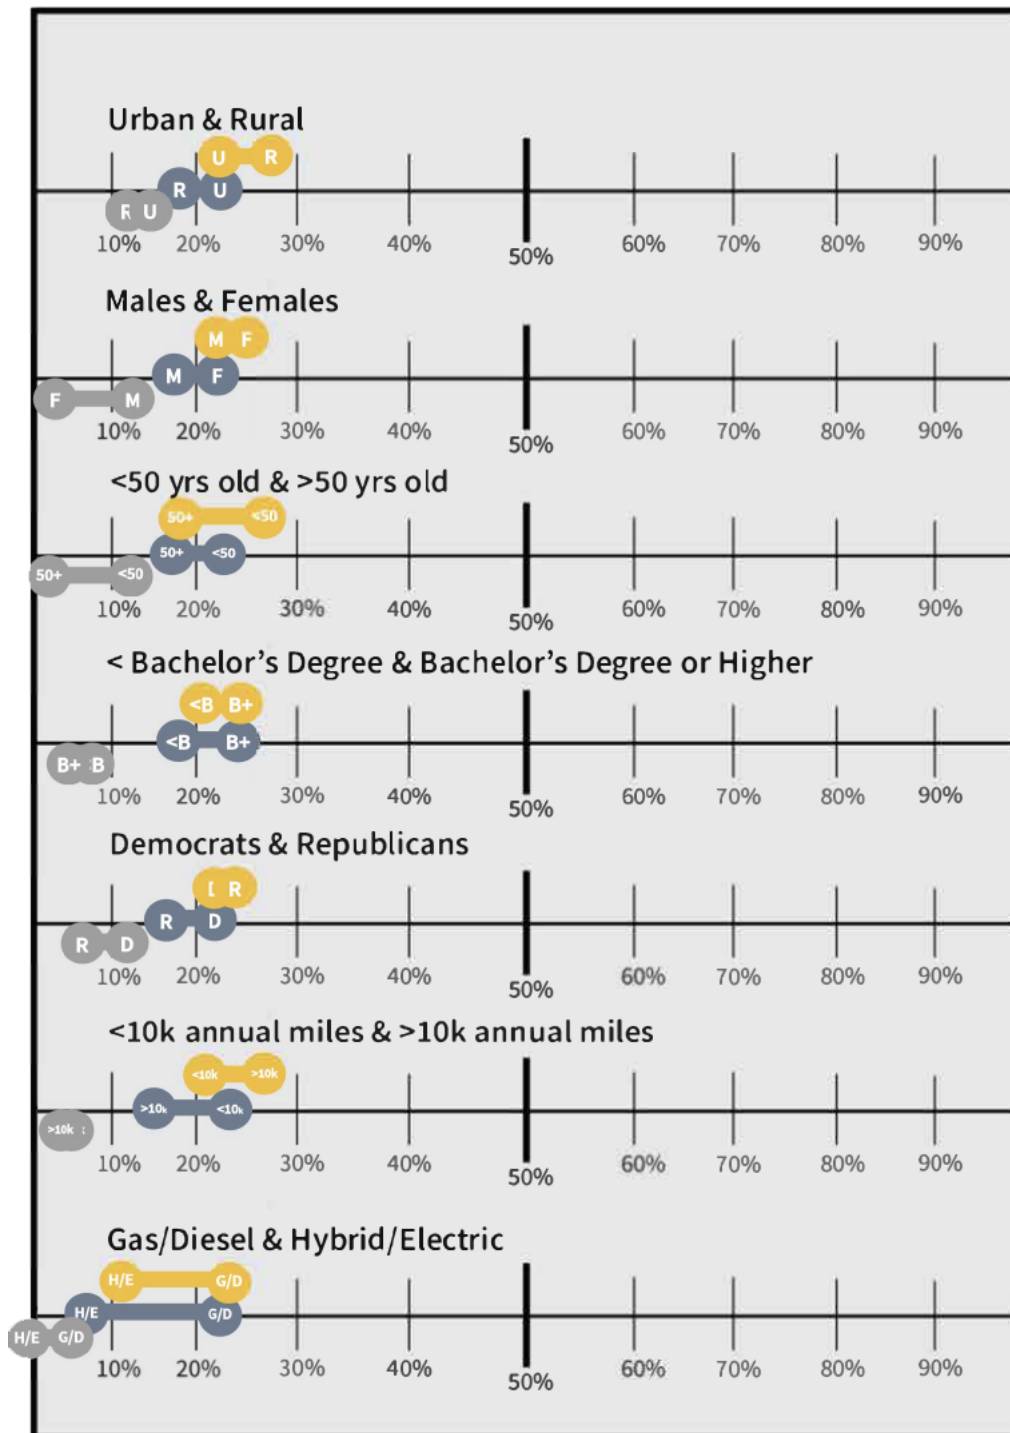 Urban & Rural
U R
R U
R U
10% 20% 30% 40% 50% 60% 70% 80% 90%
Males & Females
M F
M F
F M
10% 20% 30% 40% 50% 60% 70% 80% 90%
<50 yrs old & >50 yrs old
50+ <50
50+ <50
50+ <50
10% 20% 30% 40% 50% 60% 70% 80% 90%
< Bachelor's Degree & Bachelor's Degree or Higher
<B B+
<B B+
B+ B
10% 20% 30% 40% 50% 60% 70% 80% 90%
Democrats & Republicans
R
R D
R D
10% 20% 30% 40% 50% 60% 70% 80% 90%
<10k annual miles & >10k annual miles
<10k >10k
>10k <10k
>10k
10% 20% 30% 40% 50% 60% 70% 80% 90%
Gas/Diesel & Hybrid/Electric
H/E G/D
H/E G/D
H/E G/D
10% 20% 30% 40% 50% 60% 70% 80% 90%